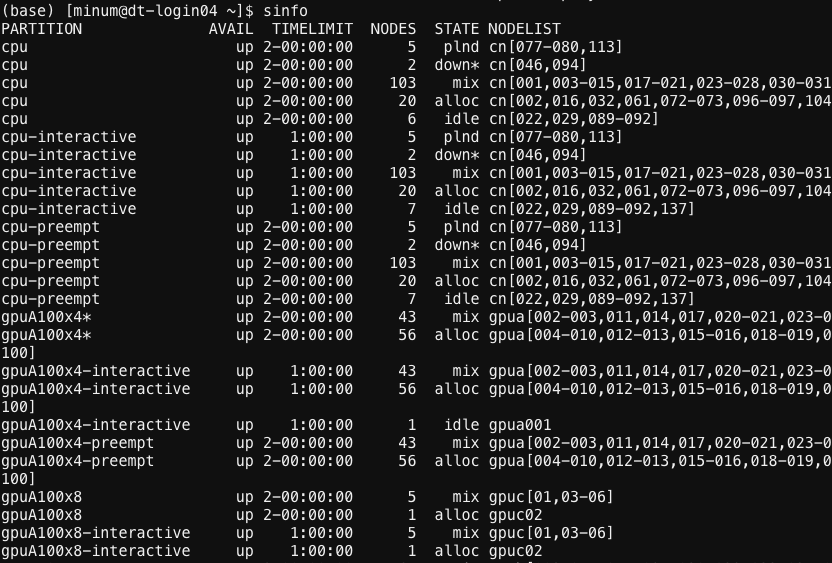 (base) [minum@dt-login04 ~]$ sinfo
PARTITION              AVAIL  TIMELIMIT  NODES  STATE NODELIST
cpu                       up 2-00:00:00      5   plnd cn[077-080,113]
cpu                       up 2-00:00:00      2  down* cn[046,094]
cpu                       up 2-00:00:00    103    mix cn[001,003-015,017-021,023-028,030-031
cpu                       up 2-00:00:00     20  alloc cn[002,016,032,061,072-073,096-097,104
cpu                       up 2-00:00:00      6   idle cn[022,029,089-092]
cpu-interactive           up    1:00:00      5   plnd cn[077-080,113]
cpu-interactive           up    1:00:00      2  down* cn[046,094]
cpu-interactive           up    1:00:00    103    mix cn[001,003-015,017-021,023-028,030-031
cpu-interactive           up    1:00:00     20  alloc cn[002,016,032,061,072-073,096-097,104
cpu-interactive           up    1:00:00      7   idle cn[022,029,089-092,137]
cpu-preempt               up 2-00:00:00      5   plnd cn[077-080,113]
cpu-preempt               up 2-00:00:00      2  down* cn[046,094]
cpu-preempt               up 2-00:00:00    103    mix cn[001,003-015,017-021,023-028,030-031
cpu-preempt               up 2-00:00:00     20  alloc cn[002,016,032,061,072-073,096-097,104
cpu-preempt               up 2-00:00:00      7   idle cn[022,029,089-092,137]
gpuA100x4*                up 2-00:00:00     43    mix gpua[002-003,011,014,017,020-021,023-0
gpuA100x4*                up 2-00:00:00     56  alloc gpua[004-010,012-013,015-016,018-019,0
100]
gpuA100x4-interactive     up    1:00:00     43    mix gpua[002-003,011,014,017,020-021,023-0
gpuA100x4-interactive     up    1:00:00     56  alloc gpua[004-010,012-013,015-016,018-019,0
100]
gpuA100x4-interactive     up    1:00:00      1   idle gpua001
gpuA100x4-preempt         up 2-00:00:00     43    mix gpua[002-003,011,014,017,020-021,023-0
gpuA100x4-preempt         up 2-00:00:00     56  alloc gpua[004-010,012-013,015-016,018-019,0
100]
gpuA100x8                 up 2-00:00:00      5    mix gpuc[01,03-06]
gpuA100x8                 up 2-00:00:00      1  alloc gpuc02
gpuA100x8-interactive     up    1:00:00      5    mix gpuc[01,03-06]
gpuA100x8-interactive     up    1:00:00      1  alloc gpuc02